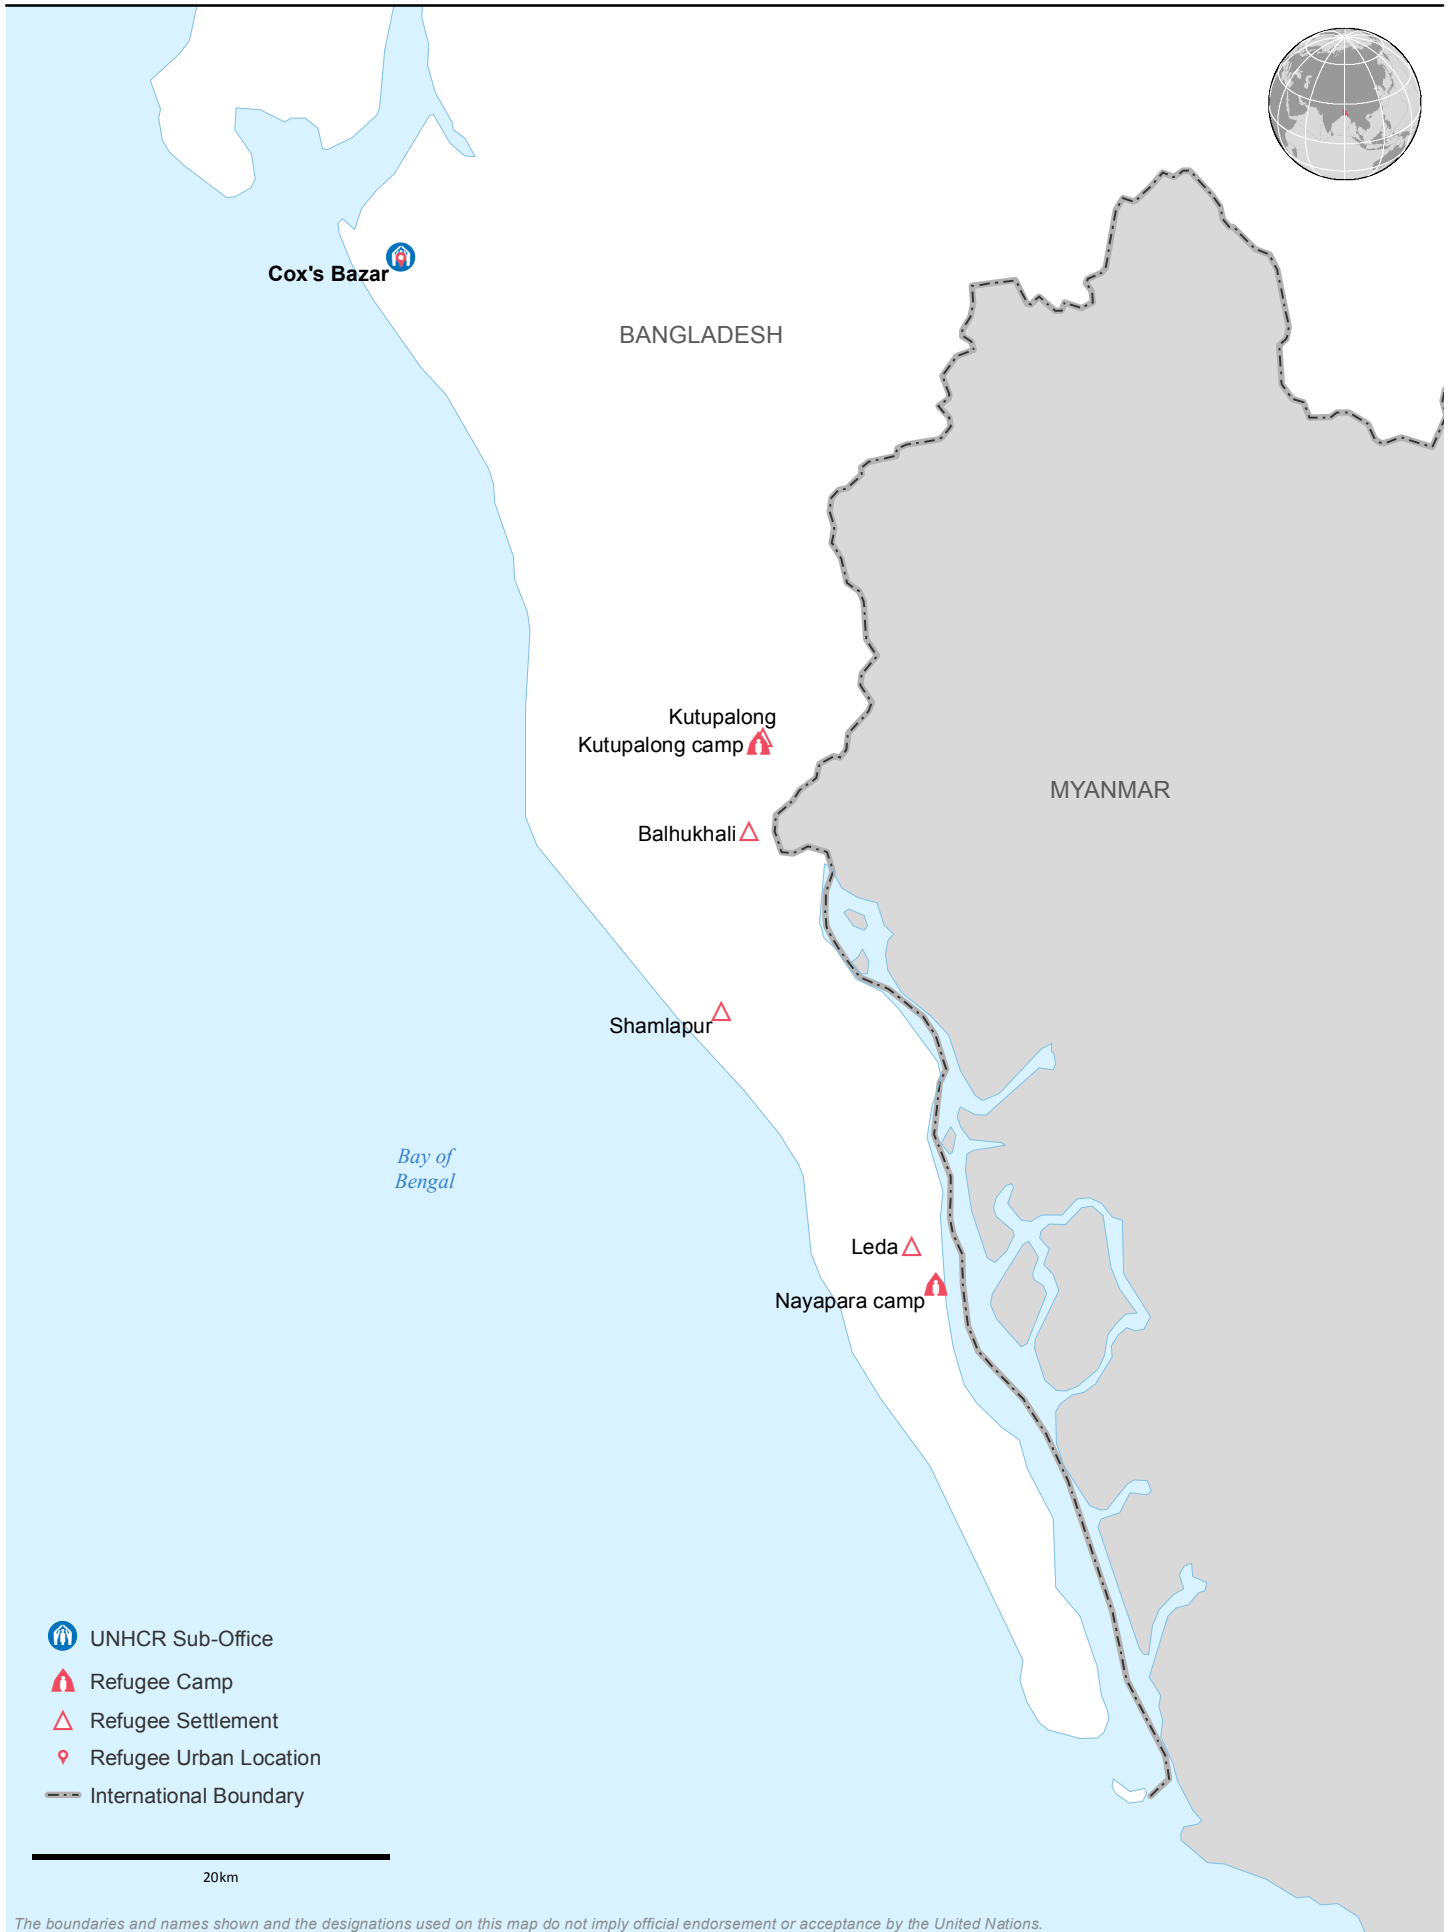 Cox's Bazar
BANGLADESH
Kutupalong
Kutupalong camp
MYANMAR
Balhukhali
Shamlapur
Bay of
Bengal
Leda
Nayapara camp
UNHCR Sub-Office
Refugee Camp
Refugee Settlement
Refugee Urban Location
International Boundary
20km
The boundaries and names shown and the designations used on this map do not imply official endorsement or acceptance by the United Nations.